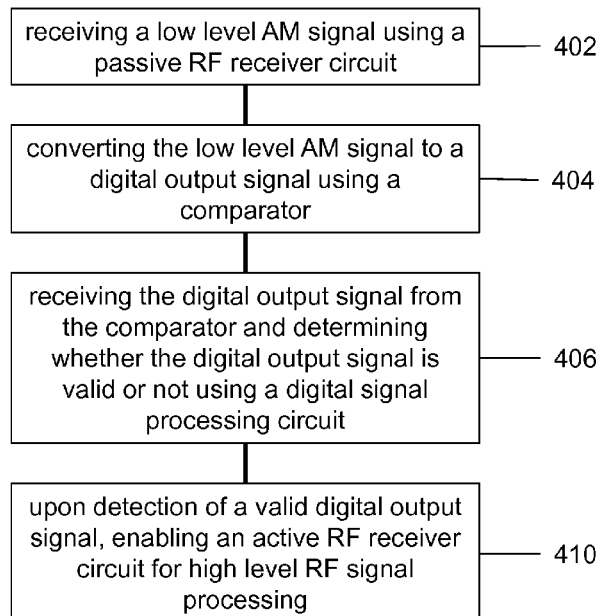 receiving a low level AM signal using a
passive RF receiver circuit
402
converting the low level AM signal to a
digital output signal using a
comparator
404
receiving the digital output signal from
the comparator and determining
whether the digital output signal is
valid or not using a digital signal
processing circuit
406
upon detection of a valid digital output
signal, enabling an active RF receiver
circuit for high level RF signal
processing
410